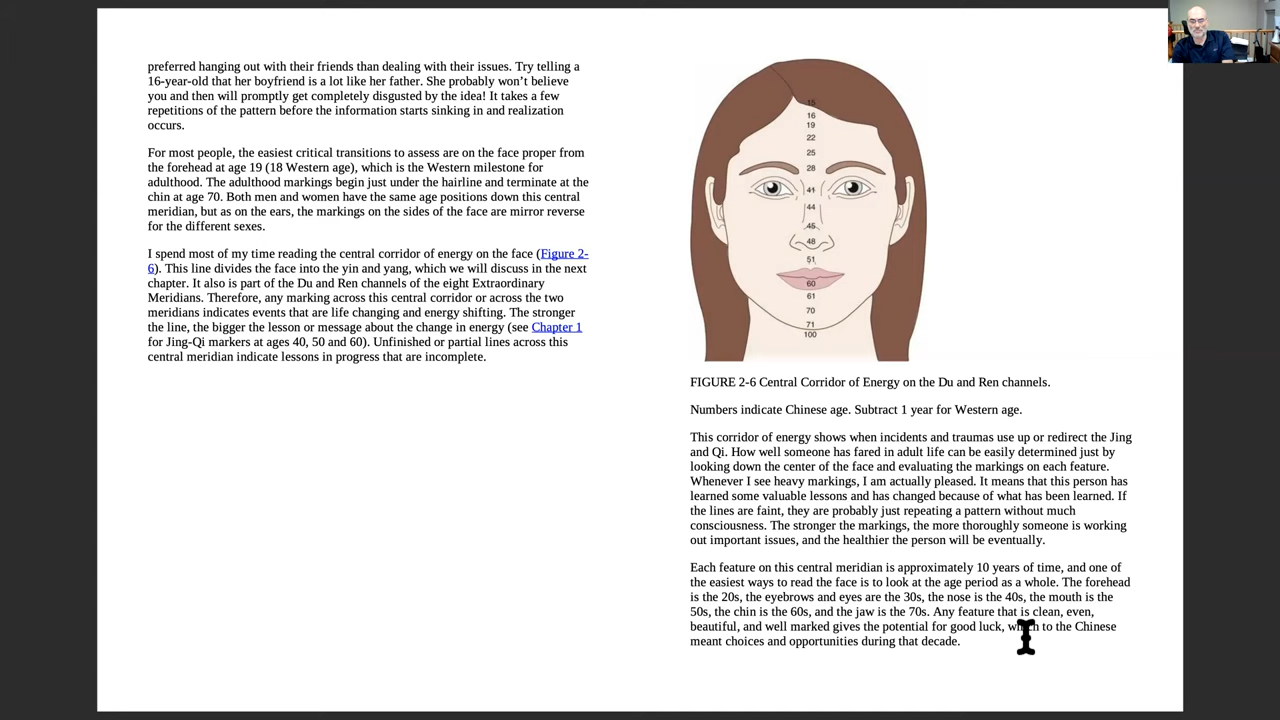 preferred hanging out with their friends than dealing with their issues. Try telling a
16-year-old that her boyfriend is a lot like her father. She probably won't believe
you and then will promptly get completely disgusted by the idea! It takes a few
repetitions of the pattern before the information starts sinking in and realization
occurs.
For most people, the easiest critical transitions to assess are on the face proper from
the forehead at age 19 (18 Western age), which is the Western milestone for
adulthood. The adulthood markings begin just under the hairline and terminate at the
chin at age 70. Both men and women have the same age positions down this central
meridian, but as on the ears, the markings on the sides of the face are mirror reverse
for the different sexes.
I spend most of my time reading the central corridor of energy on the face (Figure 2-
6). This line divides the face into the yin and yang, which we will discuss in the next
chapter. It also is part of the Du and Ren channels of the eight Extraordinary
Meridians. Therefore, any marking across this central corridor or across the two
meridians indicates events that are life changing and energy shifting. The stronger
the line, the bigger the lesson or message about the change in energy (see Chapter 1
for Jing-Qi markers at ages 40, 50 and 60). Unfinished or partial lines across this
central meridian indicate lessons in progress that are incomplete.
15
16
19
22
25
28
41
44
45
48
51
60
61
70
71
100
FIGURE 2-6 Central Corridor of Energy on the Du and Ren channels.
Numbers indicate Chinese age. Subtract 1 year for Western age.
This corridor of energy shows when incidents and traumas use up or redirect the Jing
and Qi. How well someone has fared in adult life can be easily determined just by
looking down the center of the face and evaluating the markings on each feature.
Whenever I see heavy markings, I am actually pleased. It means that this person has
learned some valuable lessons and has changed because of what has been learned. If
the lines are faint, they are probably just repeating a pattern without much
consciousness. The stronger the markings, the more thoroughly someone is working
out important issues, and the healthier the person will be eventually.
Each feature on this central meridian is approximately 10 years of time, and one of
the easiest ways to read the face is to look at the age period as a whole. The forehead
is the 20s, the eyebrows and eyes are the 30s, the nose is the 40s, the mouth is the
50s, the chin is the 60s, and the jaw is the 70s. Any feature that is clean, even,
beautiful, and well marked gives the potential for good luck, which to the Chinese
meant choices and opportunities during that decade.